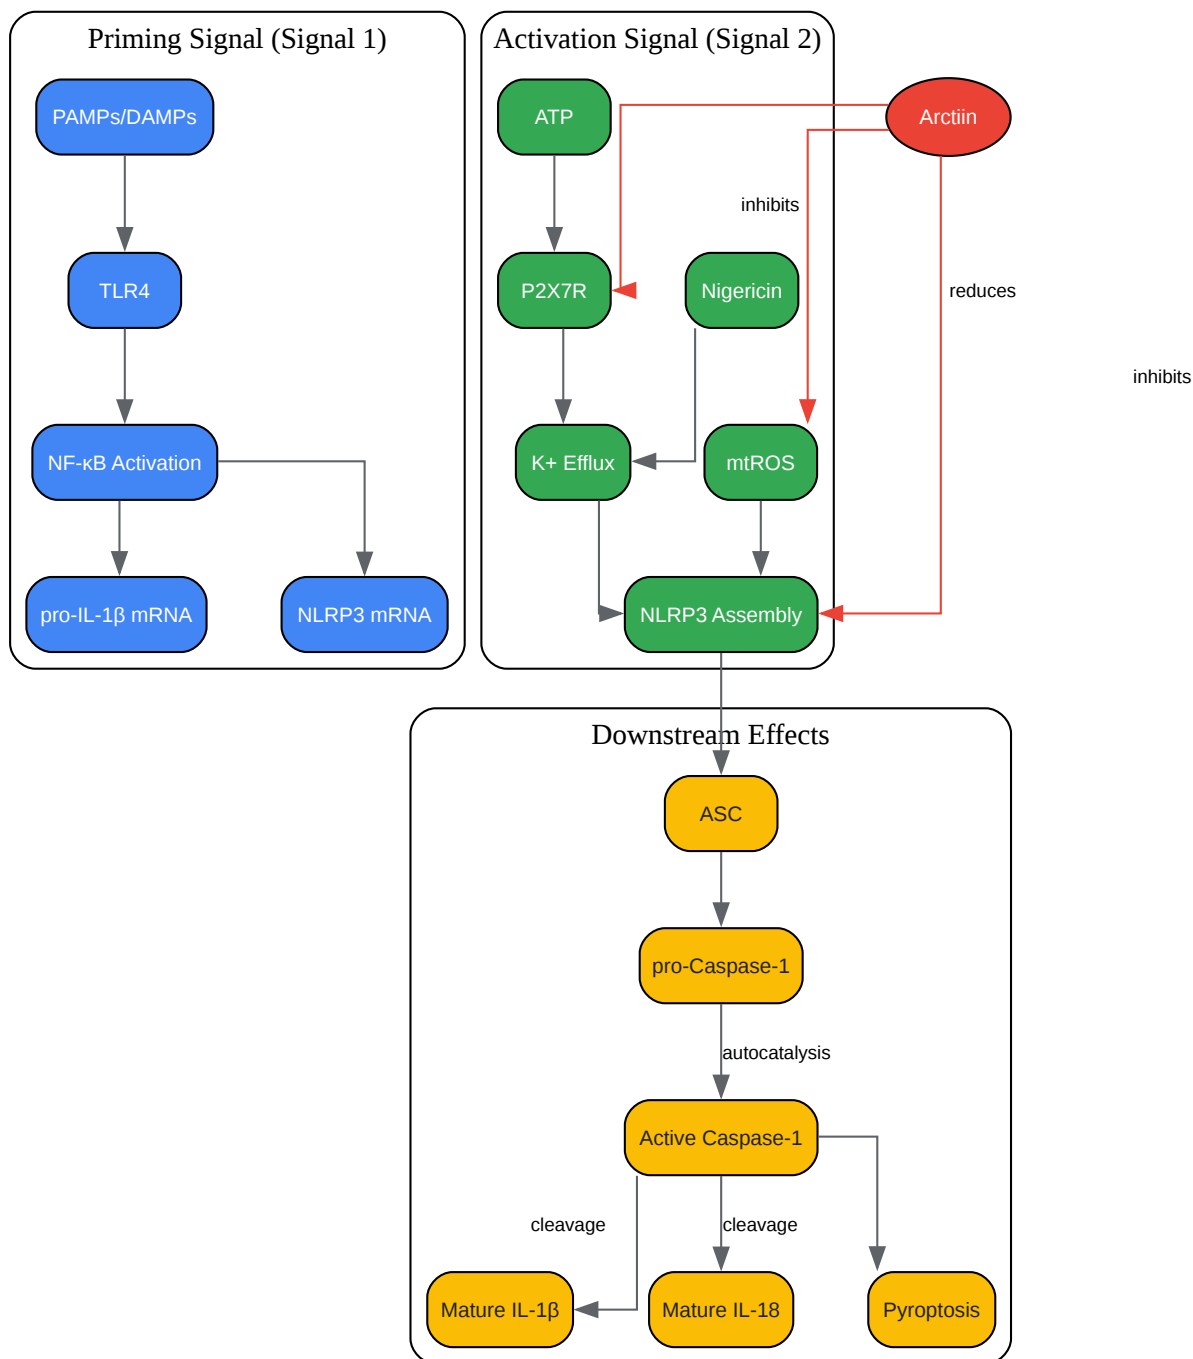 Priming Signal (Signal 1)
Activation Signal (Signal 2)
PAMPs/DAMPs
ATP
Arctiin
inhibits
TLR4
P2X7R
Nigericin
reduces
inhibits
NF-κB Activation
K+ Efflux
mtROS
pro-IL-1β mRNA
NLRP3 mRNA
NLRP3 Assembly
Downstream Effects
ASC
pro-Caspase-1
autocatalysis
Active Caspase-1
cleavage
cleavage
Mature IL-1β
Mature IL-18
Pyroptosis